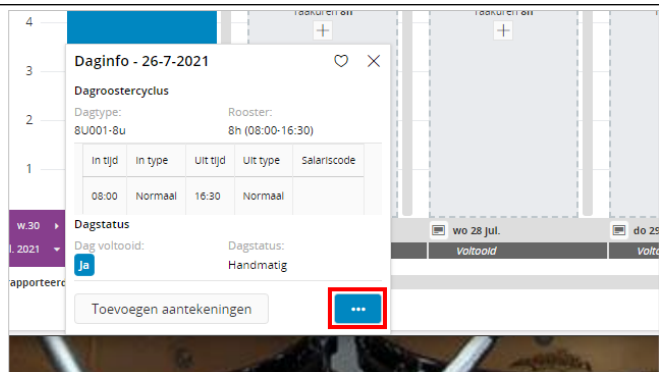 4
Taakuren 8h
Taakuren 8h
+
+
Daginfo - 26-7-2021
3
Dagroostercyclus
Dagtype:
Rooster:
8U001-8u
8h (08:00-16:30)
2
In tijd
In type
Uit tijd
Uit type
Salariscode
1
08:00
Normaal
16:30
Normaal
w.30
Dagstatus
wo 28 jul.
do 29
l. 2021
Dag voltooid:
Dagstatus:
Voltooid
Ja
Handmatig
apporteerd
Toevoegen aantekeningen
...